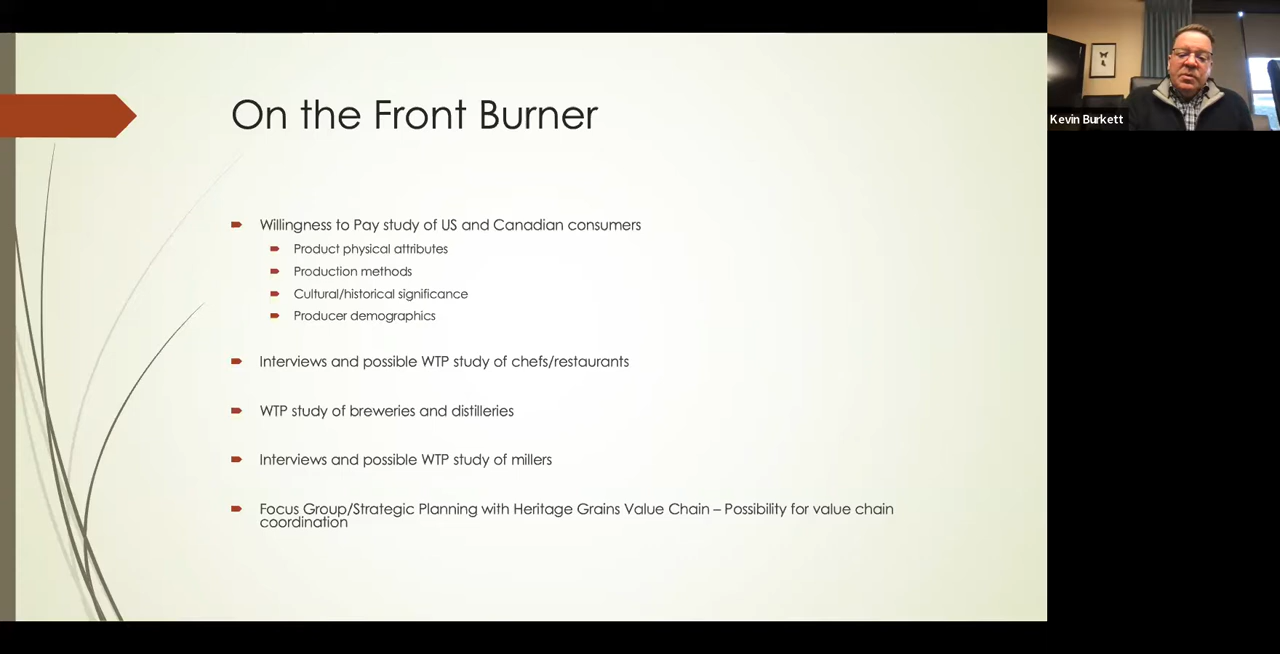 On the Front Burner
Willingness to Pay study of US and Canadian consumers
Product physical attributes
Production methods
Cultural/historical significance
Producer demographics
Interviews and possible WTP study of chefs/restaurants
WTP study of breweries and distilleries
Interviews and possible WTP study of millers
Focus Group/Strategic Planning with Heritage Grains Value Chain – Possibility for value chain
coordination
Kevin Burkett